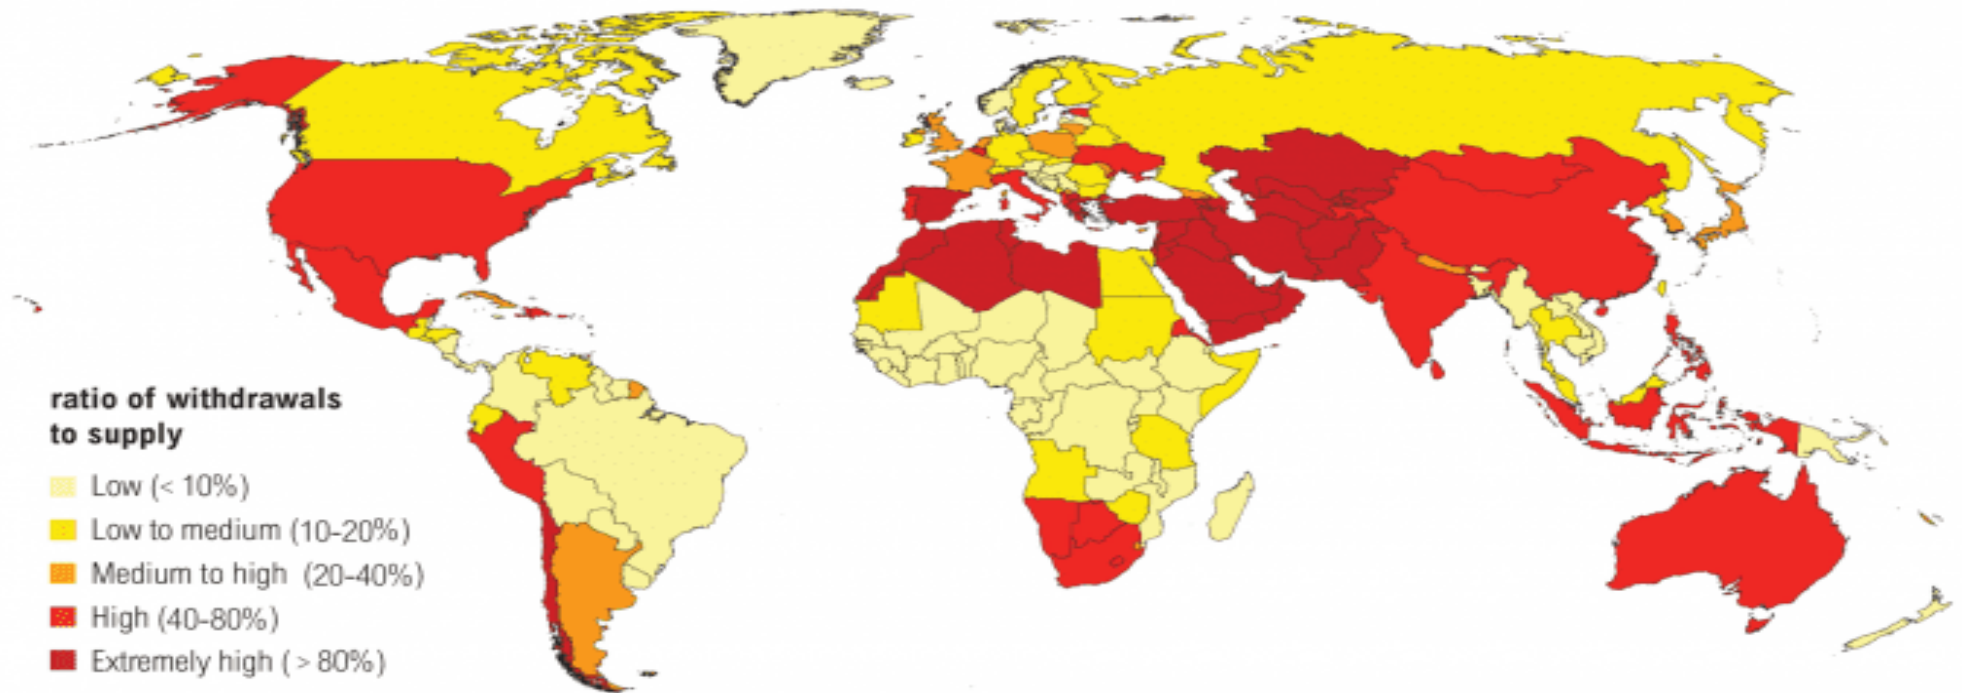 ratio of withdrawals
to supply
Low (< 10%)
Low to medium (10-20%)
Medium to high (20-40%)
High (40-80%)
Extremely high ( > 80%)